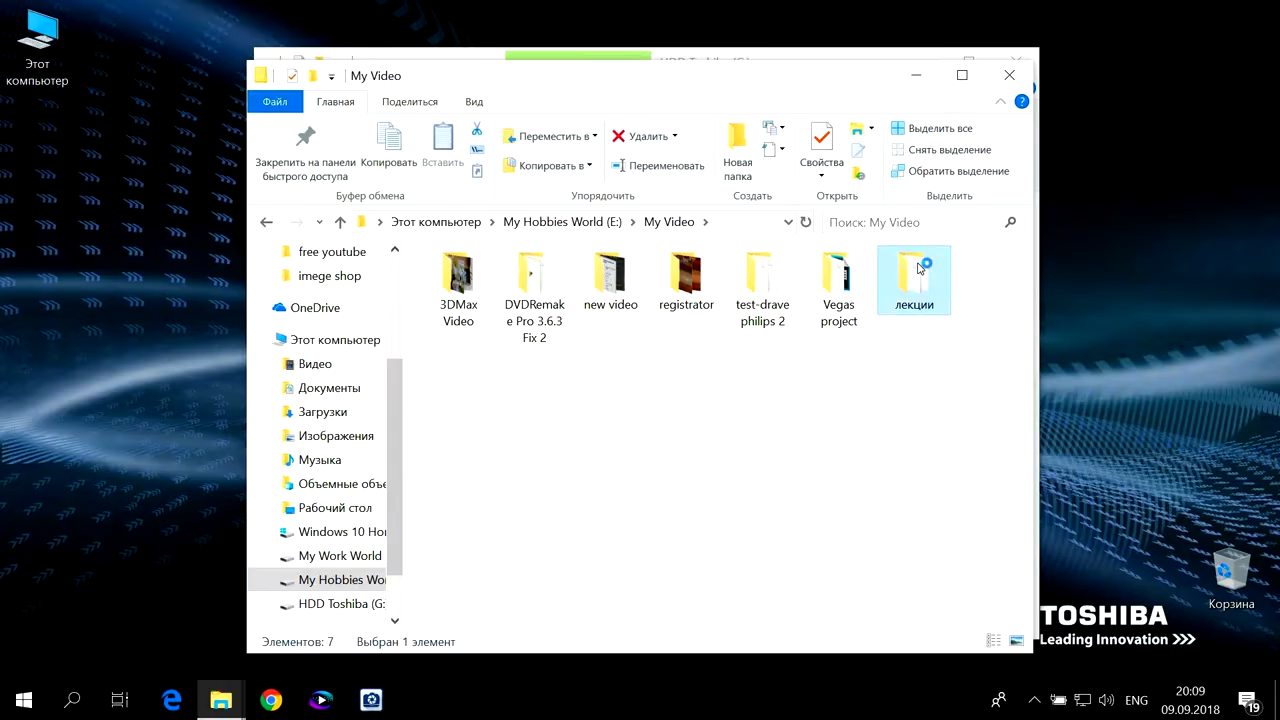 Этот
компьютер
My Video
Файл
Главная
Поделиться
Вид
?
Закрепить на панели
быстрого доступа
Копировать
Вставить
Переместить в
Копировать в
Удалить
Переименовать
Новая
папка
Свойства
Выделить все
Снять выделение
Обратить выделение
Буфер обмена
Упорядочить
Создать
Открыть
Выделить
Этот компьютер
My Hobbies World (E:)
My Video
Поиск: My Video
free youtube
imege shop
OneDrive
Этот компьютер
Видео
Документы
Загрузки
Изображения
Музыка
Объемные объе
Рабочий стол
Windows 10 Hor
My Work World
My Hobbies Wo
HDD Toshiba (G:
3DMax
Video
DVDRemak
e Pro 3.6.3
Fix 2
new video
registrator
test-drave
philips 2
Vegas
project
лекции
Элементов: 7
Выбран 1 элемент
Корзина
TOSHIBA
Leading Innovation >>>
ENG
20:09
09.09.2018
19